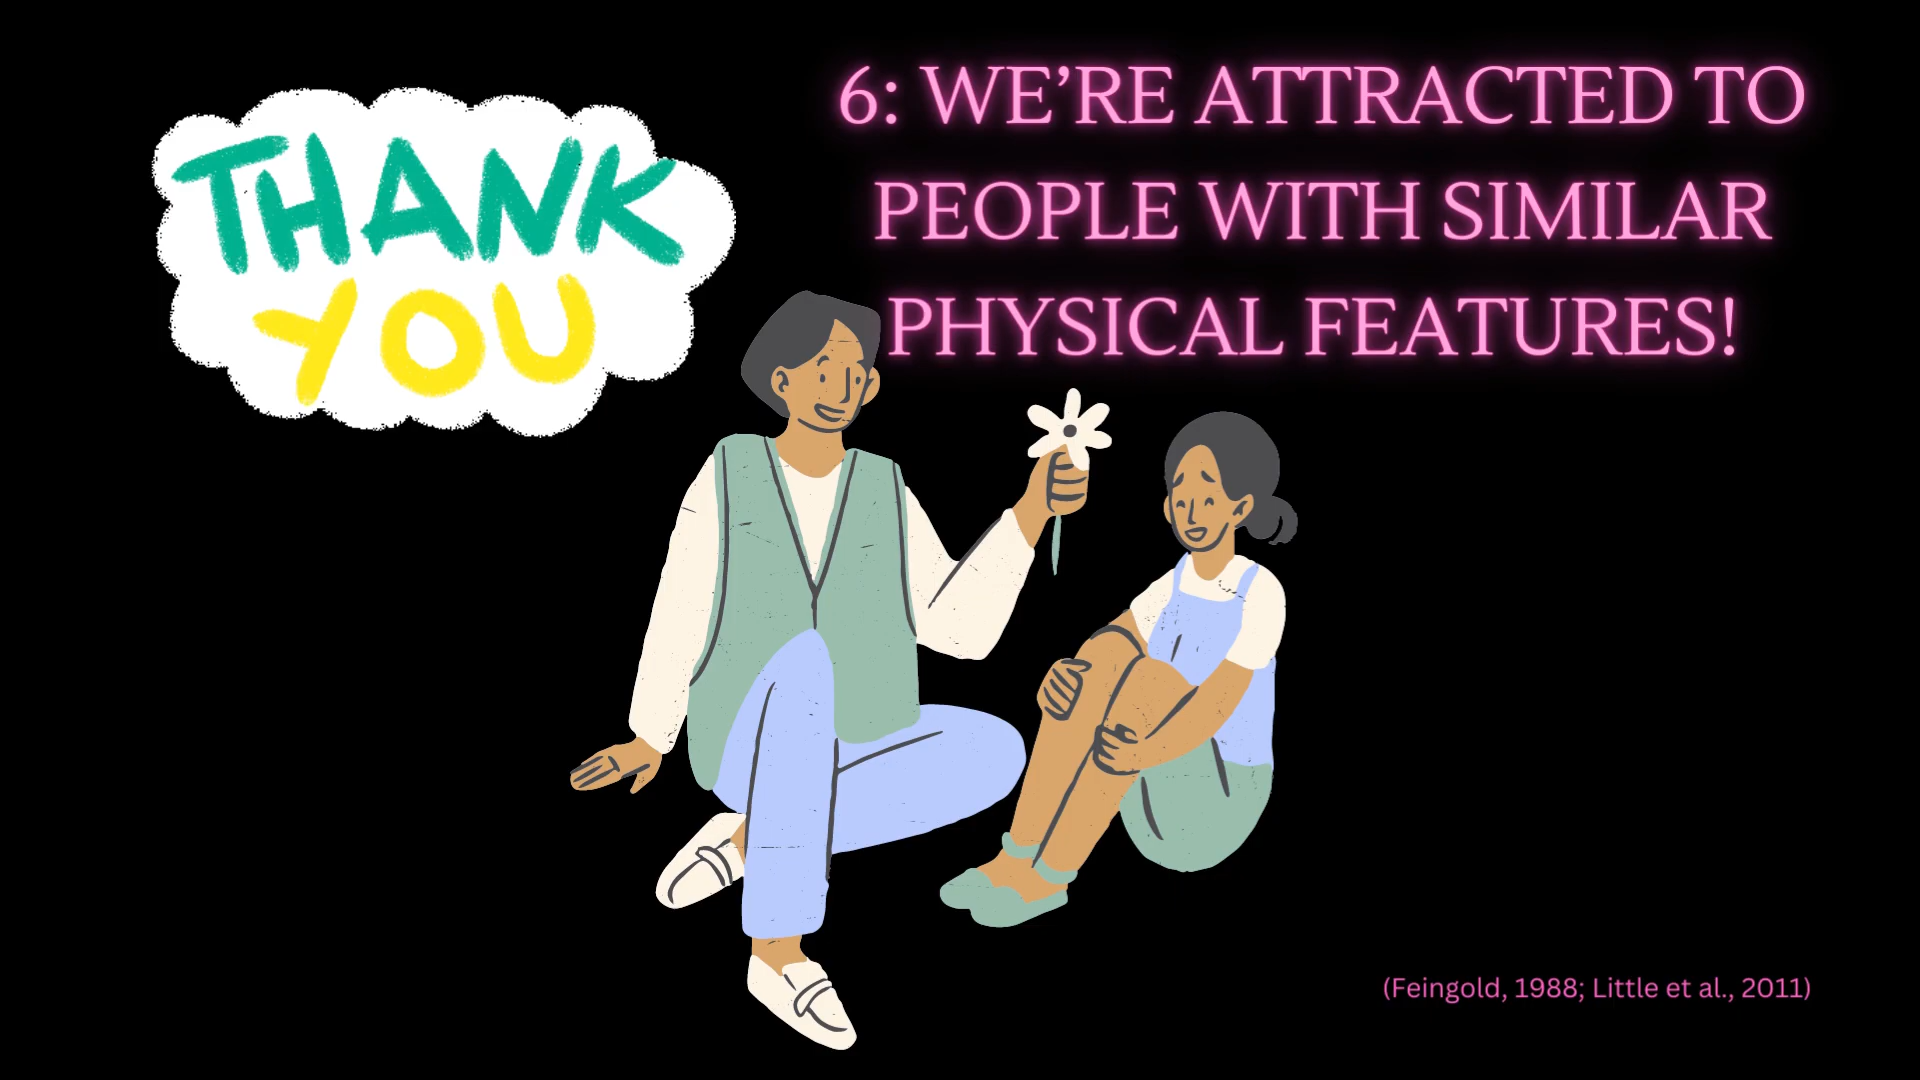 THANK
YOU
6: WE’RE ATTRACTED TO
PEOPLE WITH SIMILAR
PHYSICAL FEATURES!
(Feingold, 1988; Little et al., 2011)